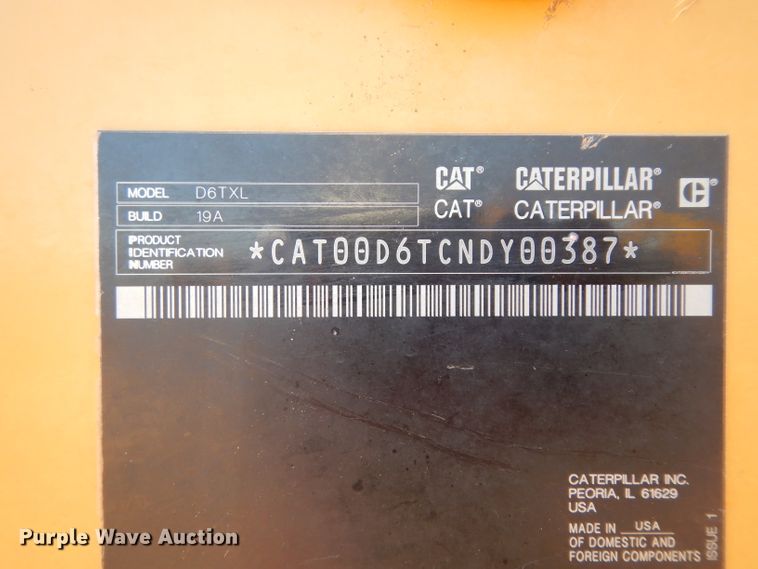 MODEL D6TXL
BUILD 19A
CAT® CATERPILLAR® C®
CAT® CATERPILLAR®
PRODUCT
IDENTIFICATION
NUMBER
*CAT00D6TCNDY00387*
CATERPILLAR INC.
PEORIA, IL 61629
USA
MADE IN USA
OF DOMESTIC AND
FOREIGN COMPONENTS
ISSUE 1
Purple Wave Auction